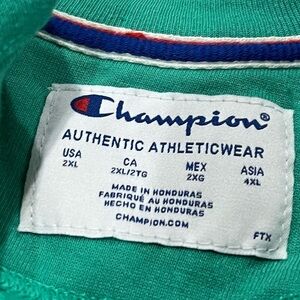 Champion®
AUTHENTIC ATHLETICWEAR
USA CA MEX ASIA
2XL 2XL/2TG 2XG 4XL
MADE IN HONDURAS
FABRIQUÉ AU HONDURAS
HECHO EN HONDURAS
CHAMPION.COM
FTX